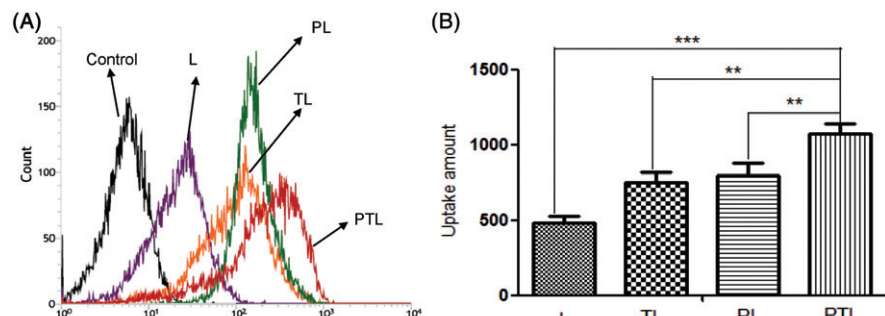 (A)
Control
L
PL
TL
PTL
Count
200
150
100
50
0
10⁰
10¹
10²
10³
10⁴
(B)
***
**
**
Uptake amount
1500
1000
500
0
TL
PL
PTL